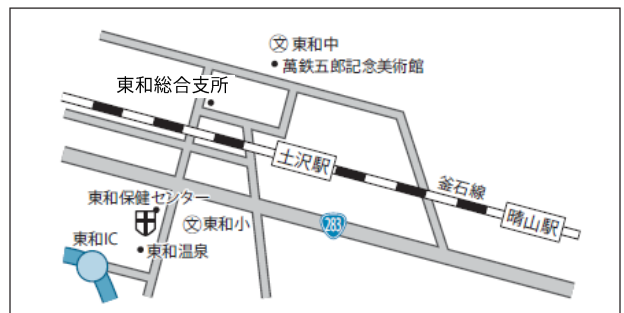 文 東和中
萬鉄五郎記念美術館
東和総合支所
土沢駅
釜石線
晴山駅
東和保健センター
283
文 東和小
東和IC
東和温泉